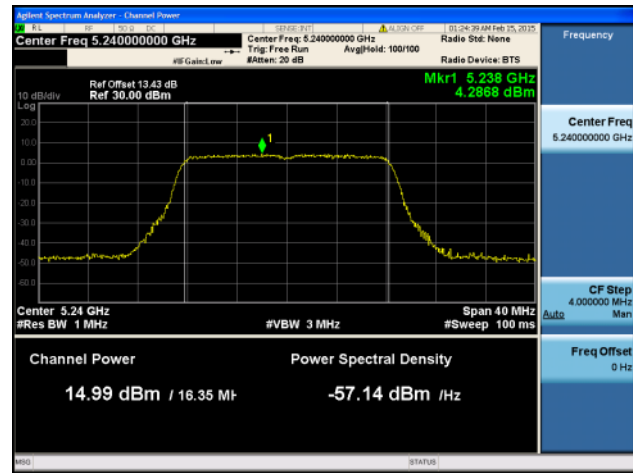 Agilent Spectrum Analyzer - Channel Power
RL RF 50 Ω DC SENSE:INT ALIGN OFF 01:24:39 AM Feb 15, 2015
Center Freq 5.240000000 GHz Center Freq: 5.240000000 GHz Radio Std: None
Trig: Free Run Avg|Hold: 100/100
#IFGain:Low #Atten: 20 dB Radio Device: BTS
Ref Offset 13.43 dB Mkr1 5.238 GHz
10 dB/div Ref 30.00 dBm 4.2868 dBm
Log
20.0
10.0
0.00
-10.0
-20.0
-30.0
-40.0
-50.0
-60.0
1
Center 5.24 GHz Span 40 MHz
#Res BW 1 MHz #VBW 3 MHz #Sweep 100 ms
Channel Power Power Spectral Density
14.99 dBm / 16.35 MH -57.14 dBm /Hz
MSG STATUS
Frequency
Center Freq
5.240000000 GHz
CF Step
4.000000 MHz
Auto Man
Freq Offset
0 Hz